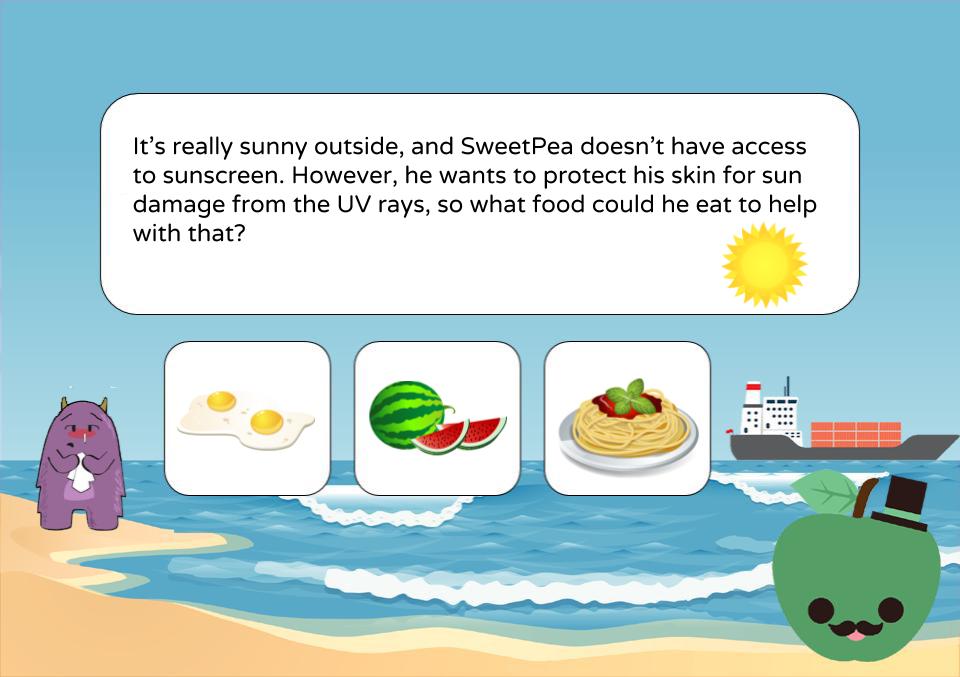 It's really sunny outside, and SweetPea doesn't have access
to sunscreen. However, he wants to protect his skin for sun
damage from the UV rays, so what food could he eat to help
with that?